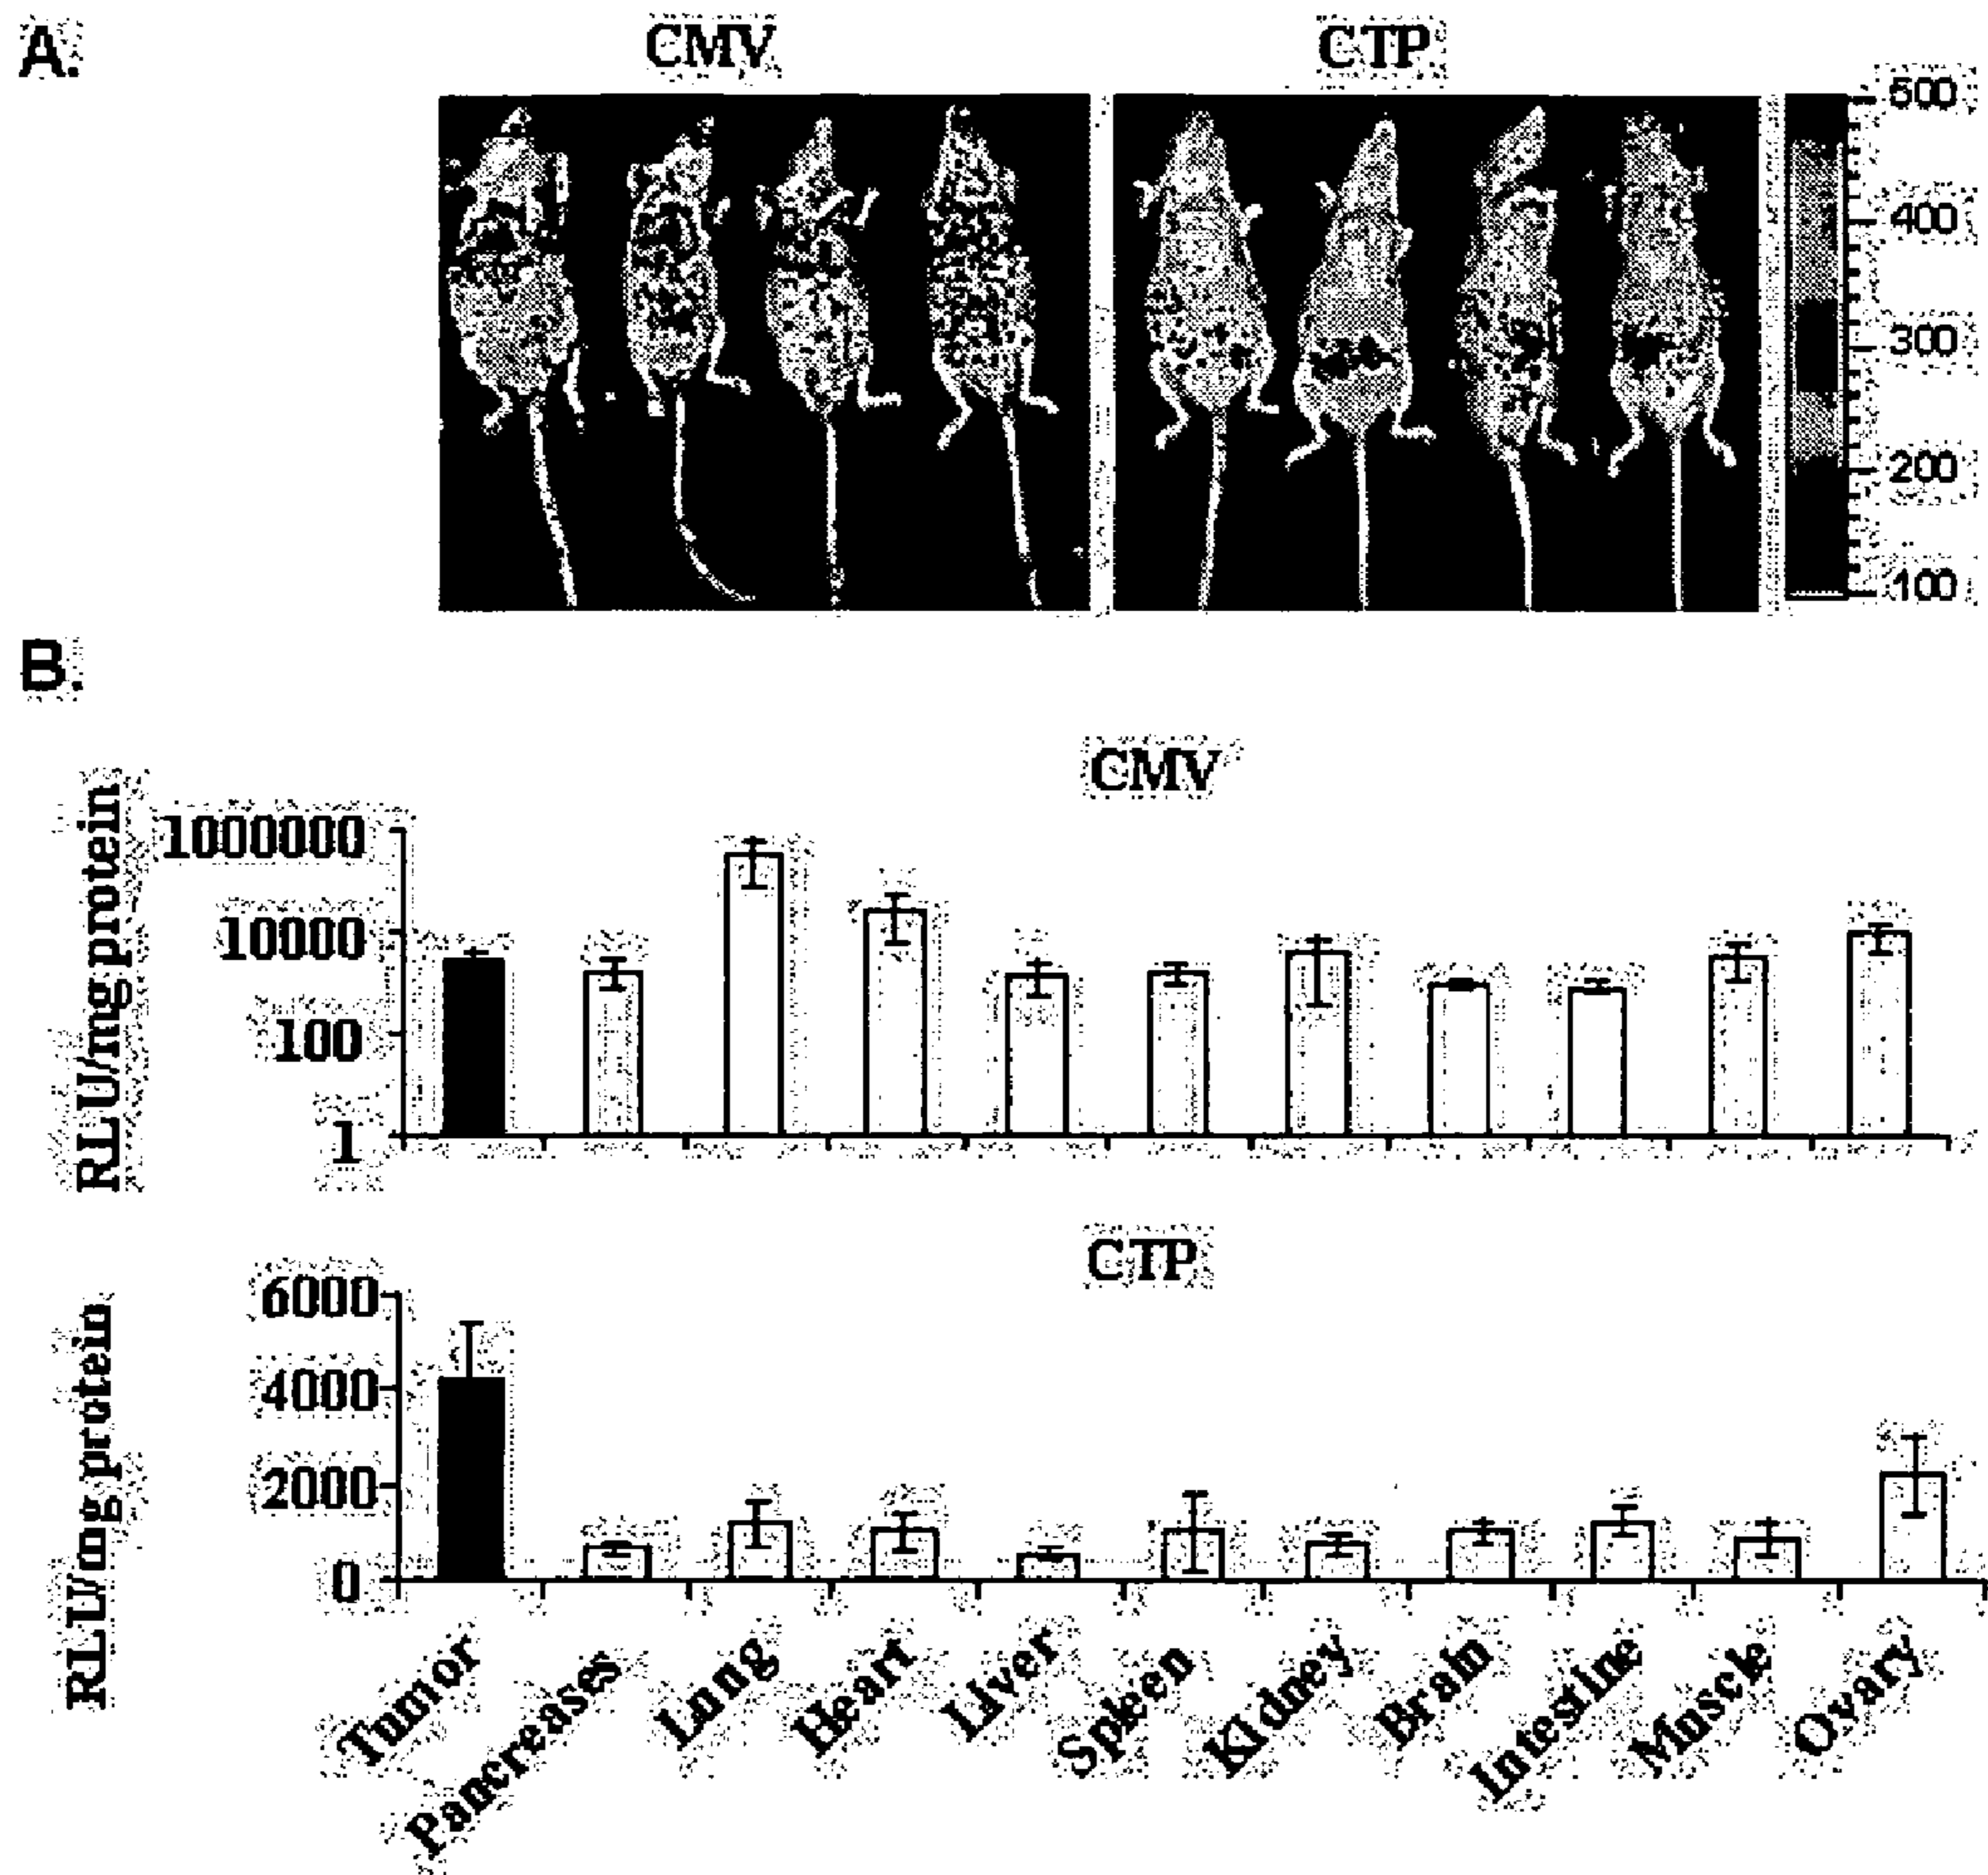 A.
CMV
CTP
500
400
300
200
100
B.
CMV
RLU/mg protein
1000000
10000
100
1
CTP
RLU/mg protein
6000
4000
2000
0
Tumor
Pancreases
Lung
Heart
Liver
Spleen
Kidney
Brain
Intestine
Muscle
Ovary